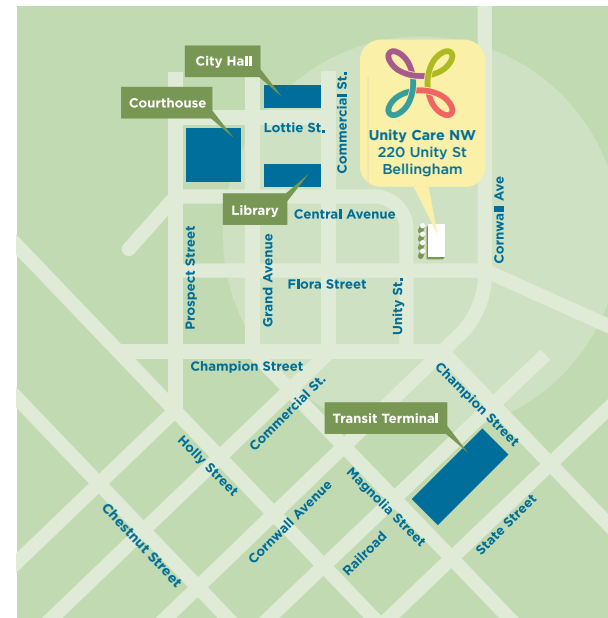 City Hall
Courthouse
Lottie St.
Commercial St.
Unity Care NW
220 Unity St
Bellingham
Library
Central Avenue
Cornwall Ave
Prospect Street
Grand Avenue
Flora Street
Unity St.
Champion Street
Commercial St.
Transit Terminal
Champion Street
Holly Street
Magnolia Street
Cornwall Avenue
Railroad
State Street
Chestnut Street